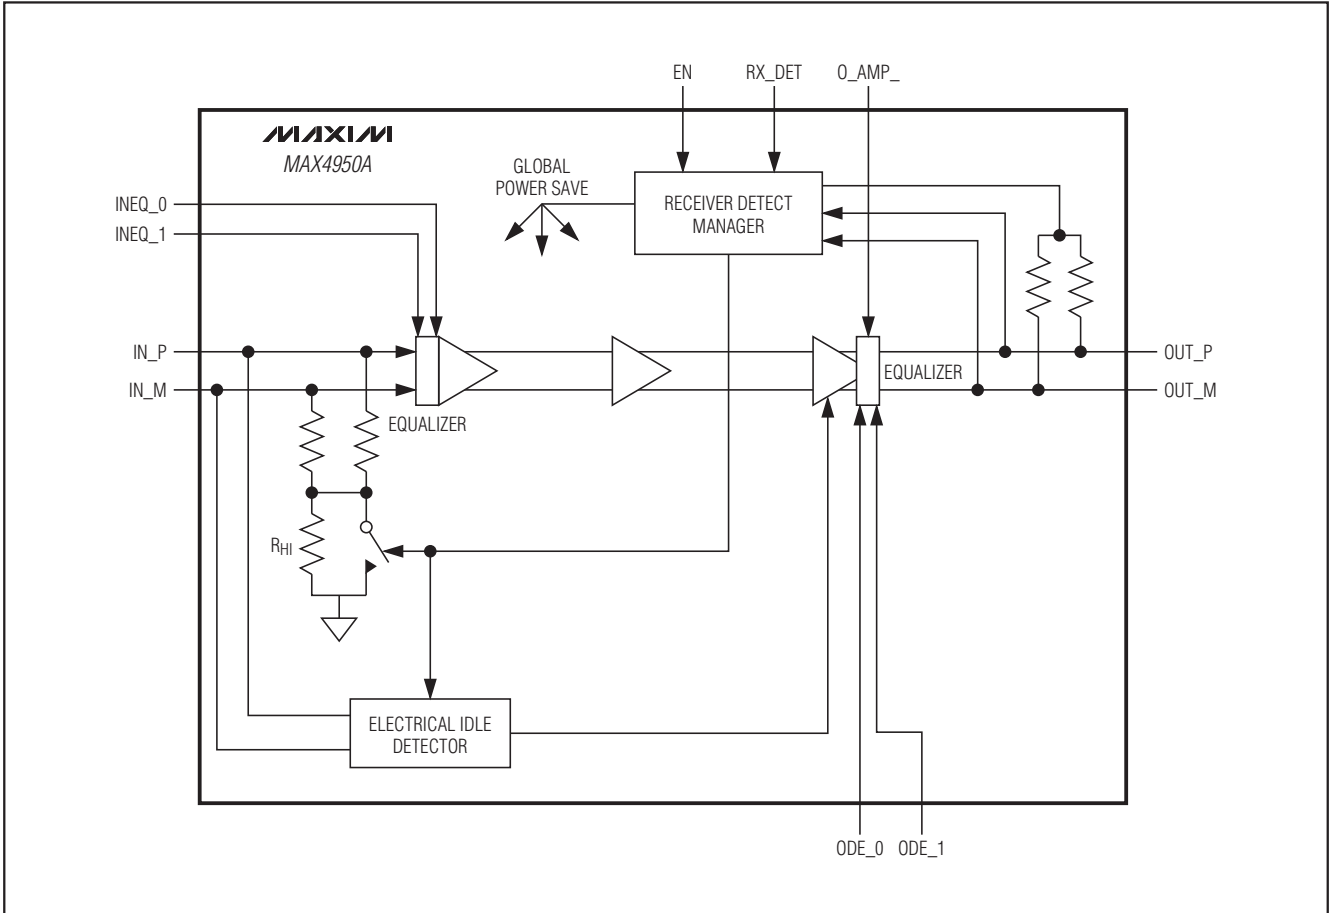 EN
RX_DET
O_AMP_
MAXIM
MAX4950A
GLOBAL
POWER SAVE
RECEIVER DETECT
MANAGER
INEQ_0
INEQ_1
IN_P
IN_M
EQUALIZER
EQUALIZER
OUT_P
OUT_M
RHI
ELECTRICAL IDLE
DETECTOR
ODE_0
ODE_1